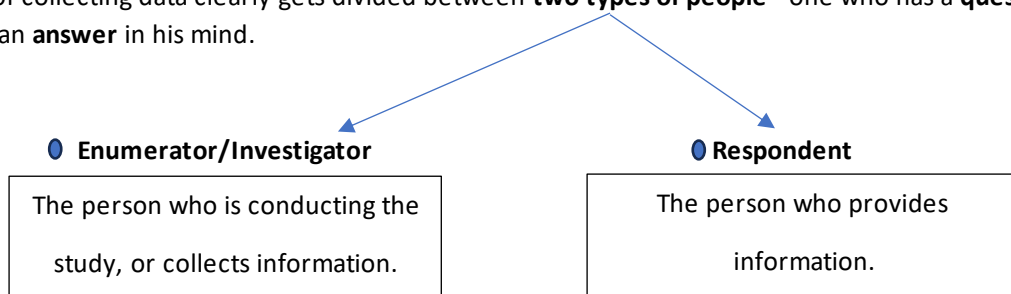 of collecting data clearly gets divided between two types of people - one who has a ques
an answer in his mind.
Enumerator/Investigator
The person who is conducting the
study, or collects information.
Respondent
The person who provides
information.